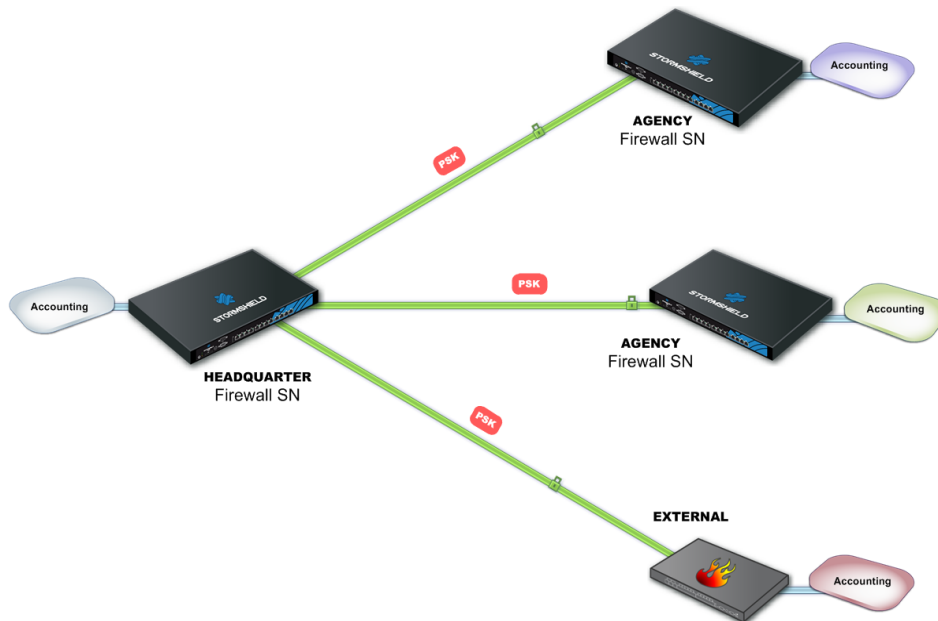 STORMSHIELD
Accounting
AGENCY
Firewall SN
PSK
PSK
STORMSHIELD
Accounting
Accounting
STORMSHIELD
AGENCY
Firewall SN
HEADQUARTER
Firewall SN
PSK
EXTERNAL
Accounting